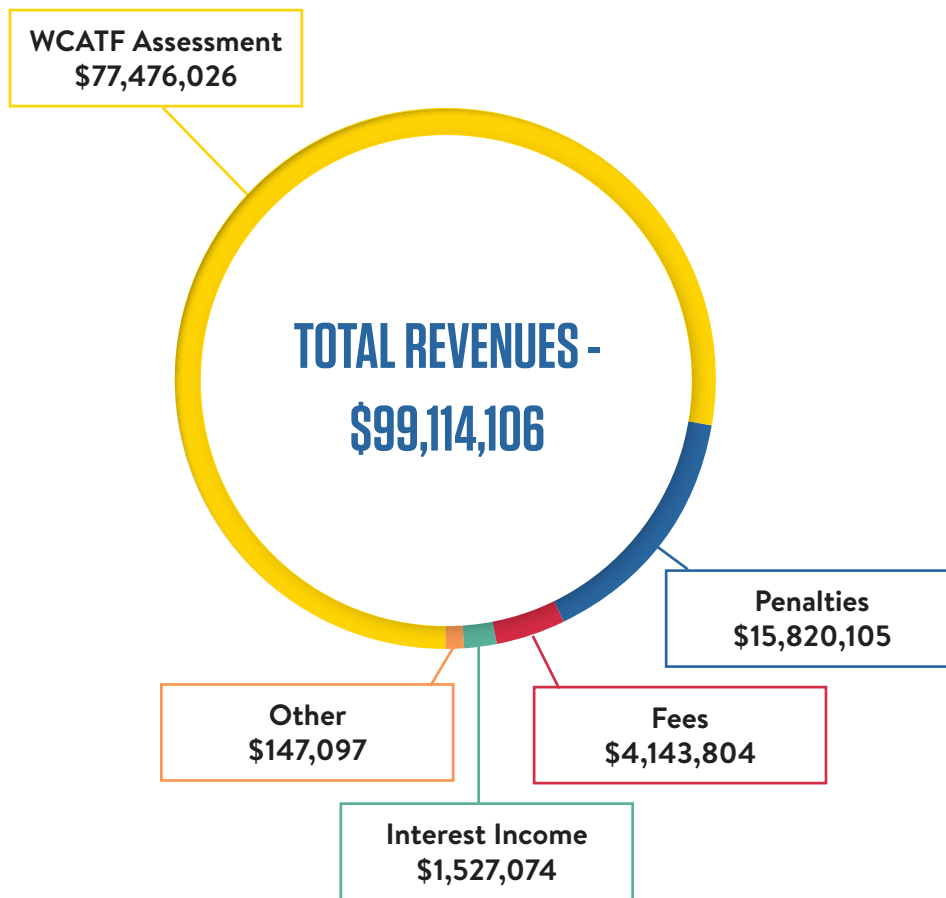 WCATF Assessment
$77,476,026
TOTAL REVENUES -
$99,114,106
Penalties
$15,820,105
Other
$147,097
Fees
$4,143,804
Interest Income
$1,527,074